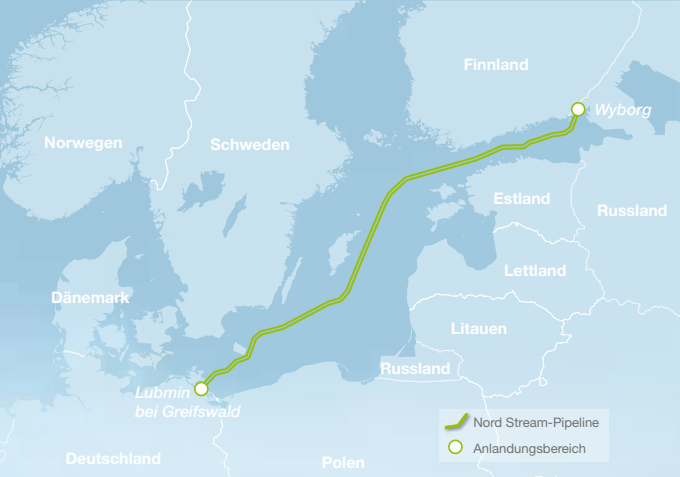 Finnland
Wyborg
Norwegen
Schweden
Estland
Russland
Lettland
Dänemark
Litauen
Russland
Lubmin
bei Greifswald
Nord Stream-Pipeline
Anlandungsbereich
Deutschland
Polen